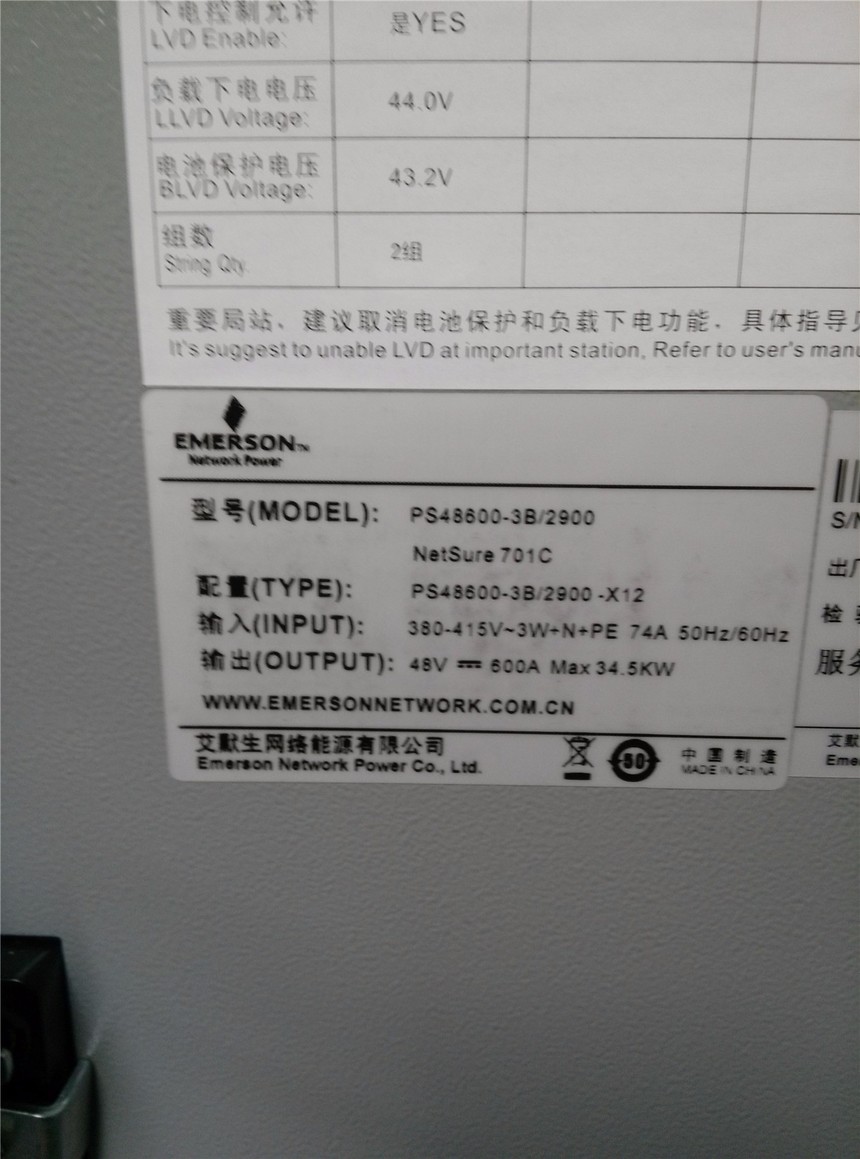 下电控制允许 是YES
LVD Enable:
负载下电电压 44.0V
LLVD Voltage:
电池保护电压 43.2V
BLVD Voltage:
组数 2组
String Qty.
重要局站、建议取消电池保护和负载下电功能. 具体指导见
It's suggest to unable LVD at important station, Refer to user's manu
EMERSON™
Network Power
型号(MODEL): PS48600-3B/2900
NetSure 701C
配置(TYPE): PS48600-3B/2900 -X12
输入(INPUT): 380-415V~3W+N+PE 74A 50Hz/60Hz
输出(OUTPUT): 48V ⎓ 600A Max 34.5KW
WWW.EMERSONNETWORK.COM.CN
艾默生网络能源有限公司
Emerson Network Power Co., Ltd.
50
中国制造
MADE IN CHINA
S/N
出厂
检
服务
艾默
Eme